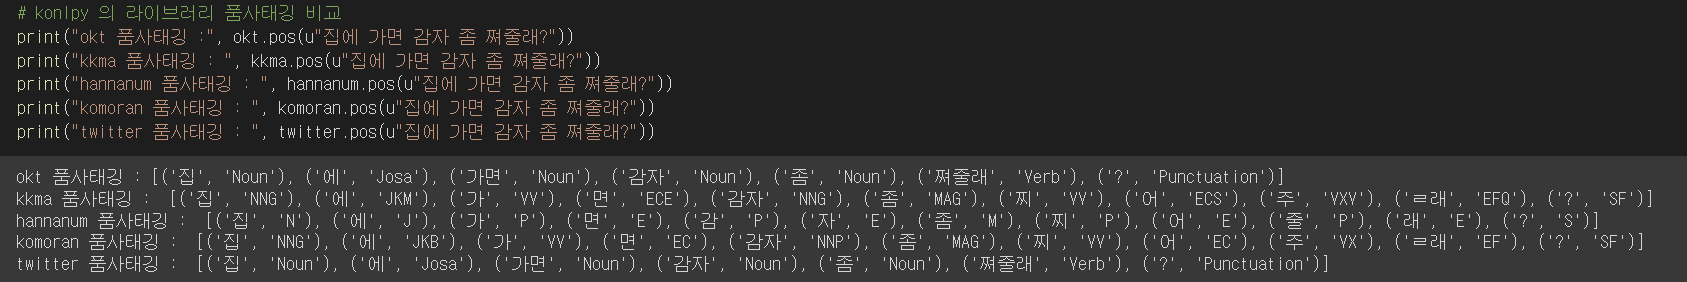 # konlpy 의 라이브러리 품사태깅 비교
print("okt 품사태깅 :", okt.pos(u"집에 가면 감자 좀 쪄줄래?"))
print("kkma 품사태깅 : ", kkma.pos(u"집에 가면 감자 좀 쪄줄래?"))
print("hannanum 품사태깅 : ", hannanum.pos(u"집에 가면 감자 좀 쪄줄래?"))
print("komoran 품사태깅 : ", komoran.pos(u"집에 가면 감자 좀 쪄줄래?"))
print("twitter 품사태깅 : ", twitter.pos(u"집에 가면 감자 좀 쪄줄래?"))
okt 품사태깅 : [('집', 'Noun'), ('에', 'Josa'), ('가면', 'Noun'), ('감자', 'Noun'), ('좀', 'Noun'), ('쪄줄래', 'Verb'), ('?', 'Punctuation')]
kkma 품사태깅 :  [('집', 'NNG'), ('에', 'JKM'), ('가', 'VV'), ('면', 'ECE'), ('감자', 'NNG'), ('좀', 'MAG'), ('찌', 'VV'), ('어', 'ECS'), ('주', 'VXV'), ('ㄹ래', 'EFQ'), ('?', 'SF')]
hannanum 품사태깅 :  [('집', 'N'), ('에', 'J'), ('가', 'P'), ('면', 'E'), ('감', 'P'), ('자', 'E'), ('좀', 'M'), ('찌', 'P'), ('어', 'E'), ('줄', 'P'), ('래', 'E'), ('?', 'S')]
komoran 품사태깅 :  [('집', 'NNG'), ('에', 'JKB'), ('가', 'VV'), ('면', 'EC'), ('감자', 'NNP'), ('좀', 'MAG'), ('찌', 'VV'), ('어', 'EC'), ('주', 'VX'), ('ㄹ래', 'EF'), ('?', 'SF')]
twitter 품사태깅 :  [('집', 'Noun'), ('에', 'Josa'), ('가면', 'Noun'), ('감자', 'Noun'), ('좀', 'Noun'), ('쪄줄래', 'Verb'), ('?', 'Punctuation')]